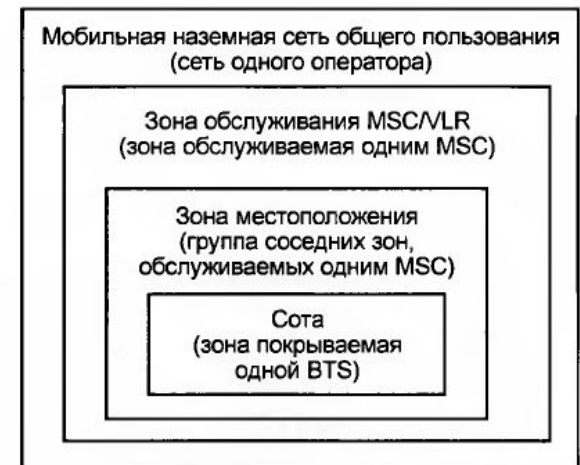 Мобильная наземная сеть общего пользования
(сеть одного оператора)
Зона обслуживания MSC/VLR
(зона обслуживаемая одним MSC)
Зона местоположения
(группа соседних зон,
обслуживаемых одним MSC)
Сота
(зона покрываемая
одной BTS)